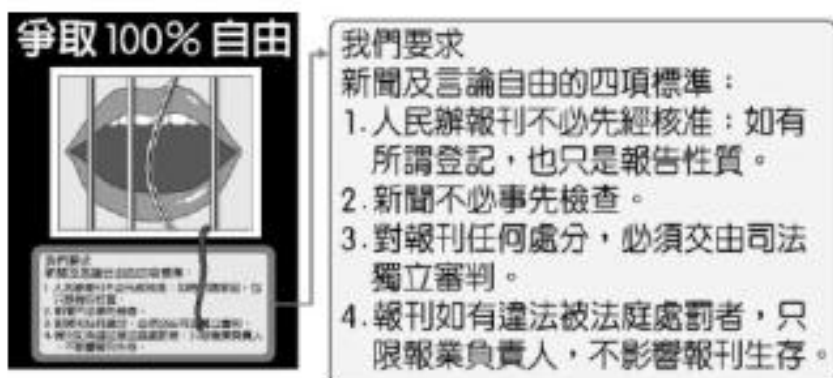 爭取100%自由
我們要求
新聞及言論自由的四項標準：
1.人民辦報刊不必先經核准：如有
所謂登記，也只是報告性質。
2.新聞不必事先檢查。
3.對報刊任何處分，必須交由司法
獨立審判。
4.報刊如有違法被法庭處罰者，只
限報業負責人，不影響報刊生存。